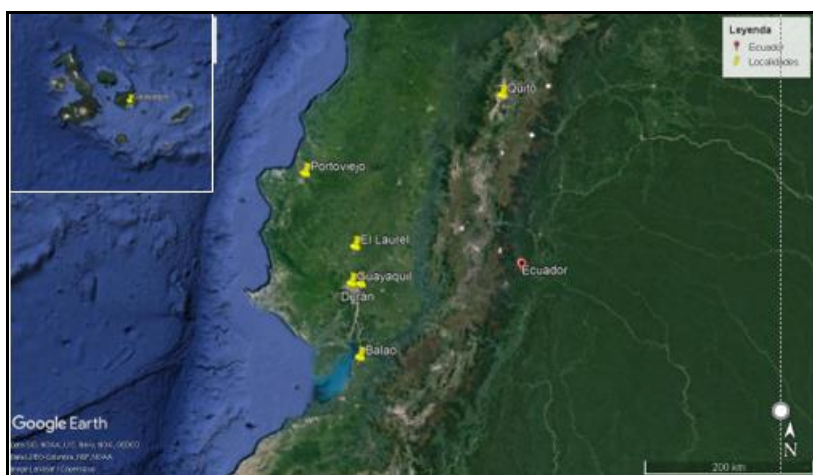 Leyenda
Ecuador
Localidades
Quito
Portoviejo
El Laurel
Guayaquil
Durán
Ecuador
Balao
Google Earth
N
200 km